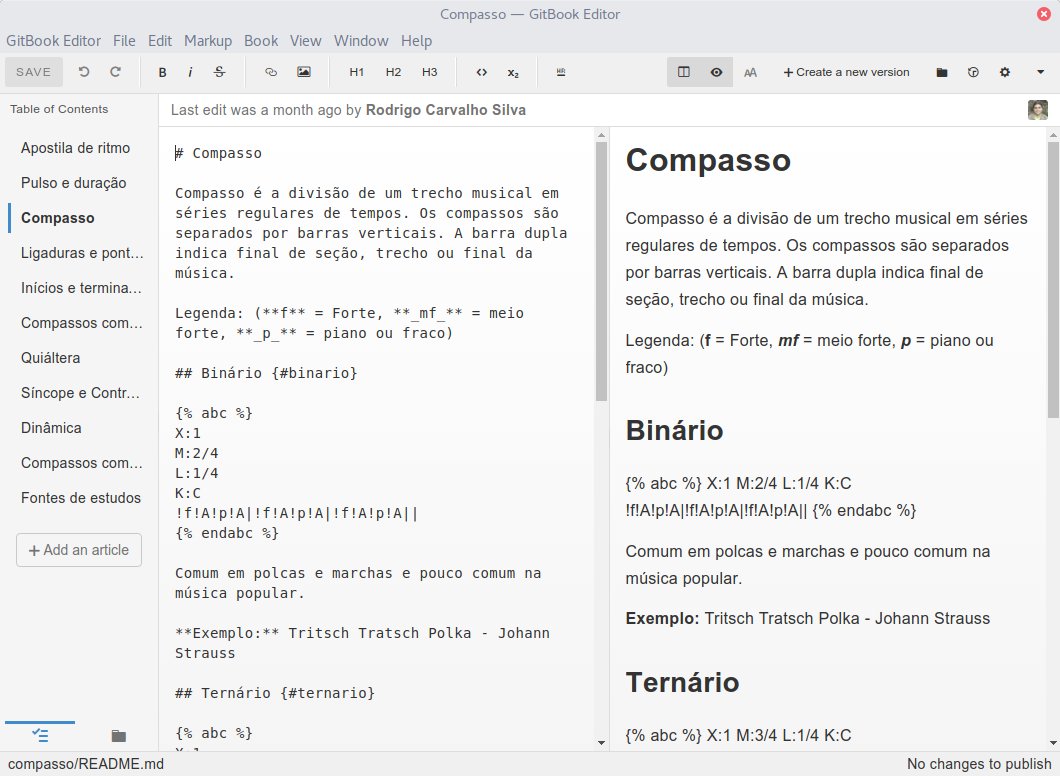 Compasso — GitBook Editor
GitBook Editor File Edit Markup Book View Window Help
SAVE B i S H1 H2 H3 <> x₂ AA + Create a new version
Table of Contents
Apostila de ritmo
Pulso e duração
Compasso
Ligaduras e pont...
Inícios e termina...
Compassos com...
Quiáltera
Síncope e Contr...
Dinâmica
Compassos com...
Fontes de estudos
+ Add an article
Last edit was a month ago by Rodrigo Carvalho Silva
# Compasso
Compasso é a divisão de um trecho musical em
séries regulares de tempos. Os compassos são
separados por barras verticais. A barra dupla
indica final de seção, trecho ou final da
música.
Legenda: (**f** = Forte, **_mf_** = meio
forte, **_p_** = piano ou fraco)
## Binário {#binario}
{% abc %}
X:1
M:2/4
L:1/4
K:C
!f!A!p!A|!f!A!p!A|!f!A!p!A||
{% endabc %}
Comum em polcas e marchas e pouco comum na
música popular.
**Exemplo:** Tritsch Tratsch Polka - Johann
Strauss
## Ternário {#ternario}
{% abc %}
Compasso
Compasso é a divisão de um trecho musical em séries
regulares de tempos. Os compassos são separados
por barras verticais. A barra dupla indica final de
seção, trecho ou final da música.
Legenda: (f = Forte, mf = meio forte, p = piano ou
fraco)
Binário
{% abc %} X:1 M:2/4 L:1/4 K:C
!f!A!p!A|!f!A!p!A|!f!A!p!A|| {% endabc %}
Comum em polcas e marchas e pouco comum na
música popular.
Exemplo: Tritsch Tratsch Polka - Johann Strauss
Ternário
{% abc %} X:1 M:3/4 L:1/4 K:C
compasso/README.md
No changes to publish